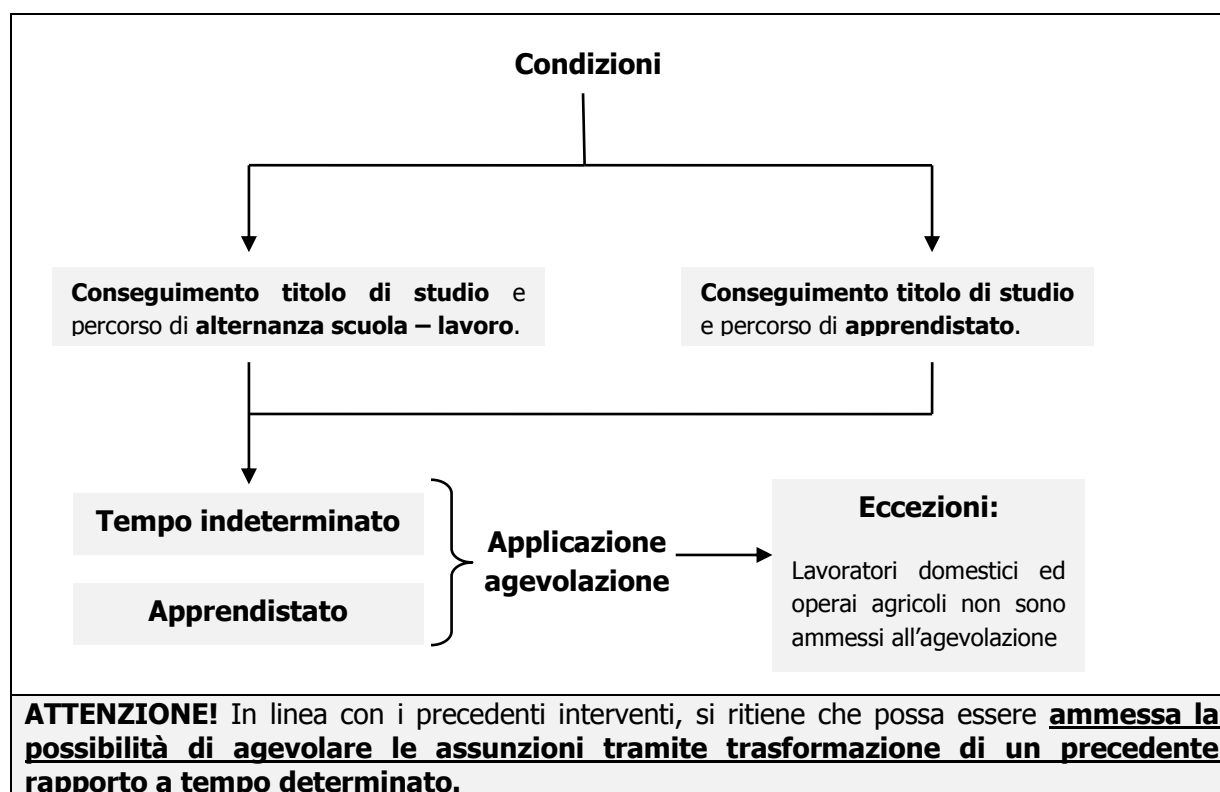 Condizioni
Conseguimento titolo di studio e
percorso di alternanza scuola – lavoro.
Conseguimento titolo di studio
e percorso di apprendistato.
Tempo indeterminato
Apprendistato
Applicazione
agevolazione
Eccezioni:
Lavoratori domestici ed
operai agricoli non sono
ammessi all’agevolazione
ATTENZIONE! In linea con i precedenti interventi, si ritiene che possa essere ammessa la
possibilità di agevolare le assunzioni tramite trasformazione di un precedente
rapporto a tempo determinato.